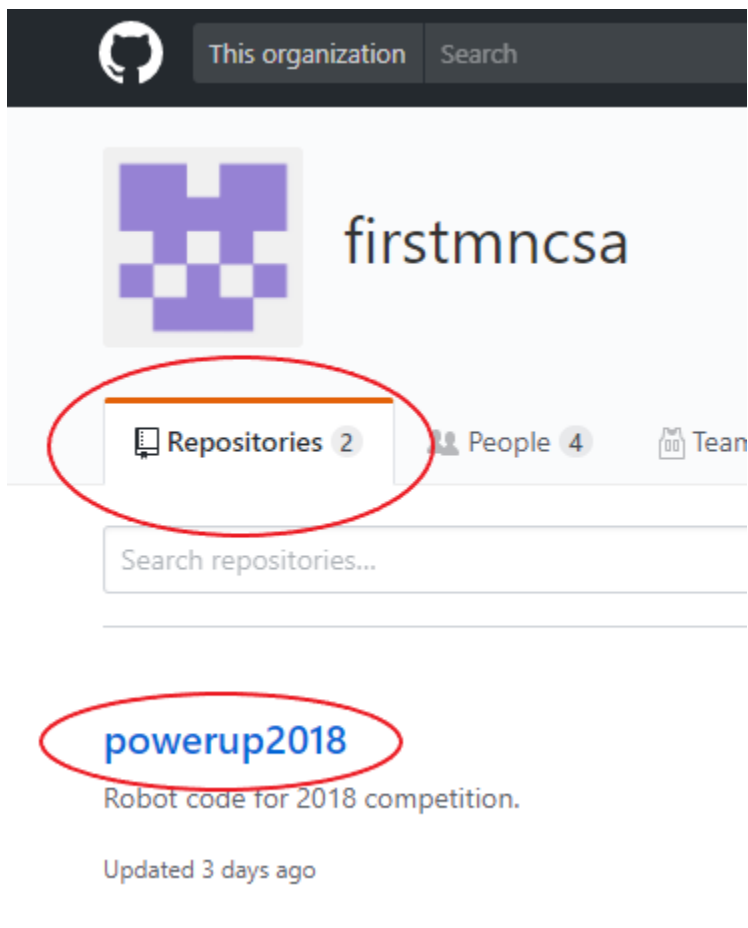 This organization Search
firstmncsa
Repositories 2 People 4
Search repositories...
powerup2018
Robot code for 2018 competition.
Updated 3 days ago